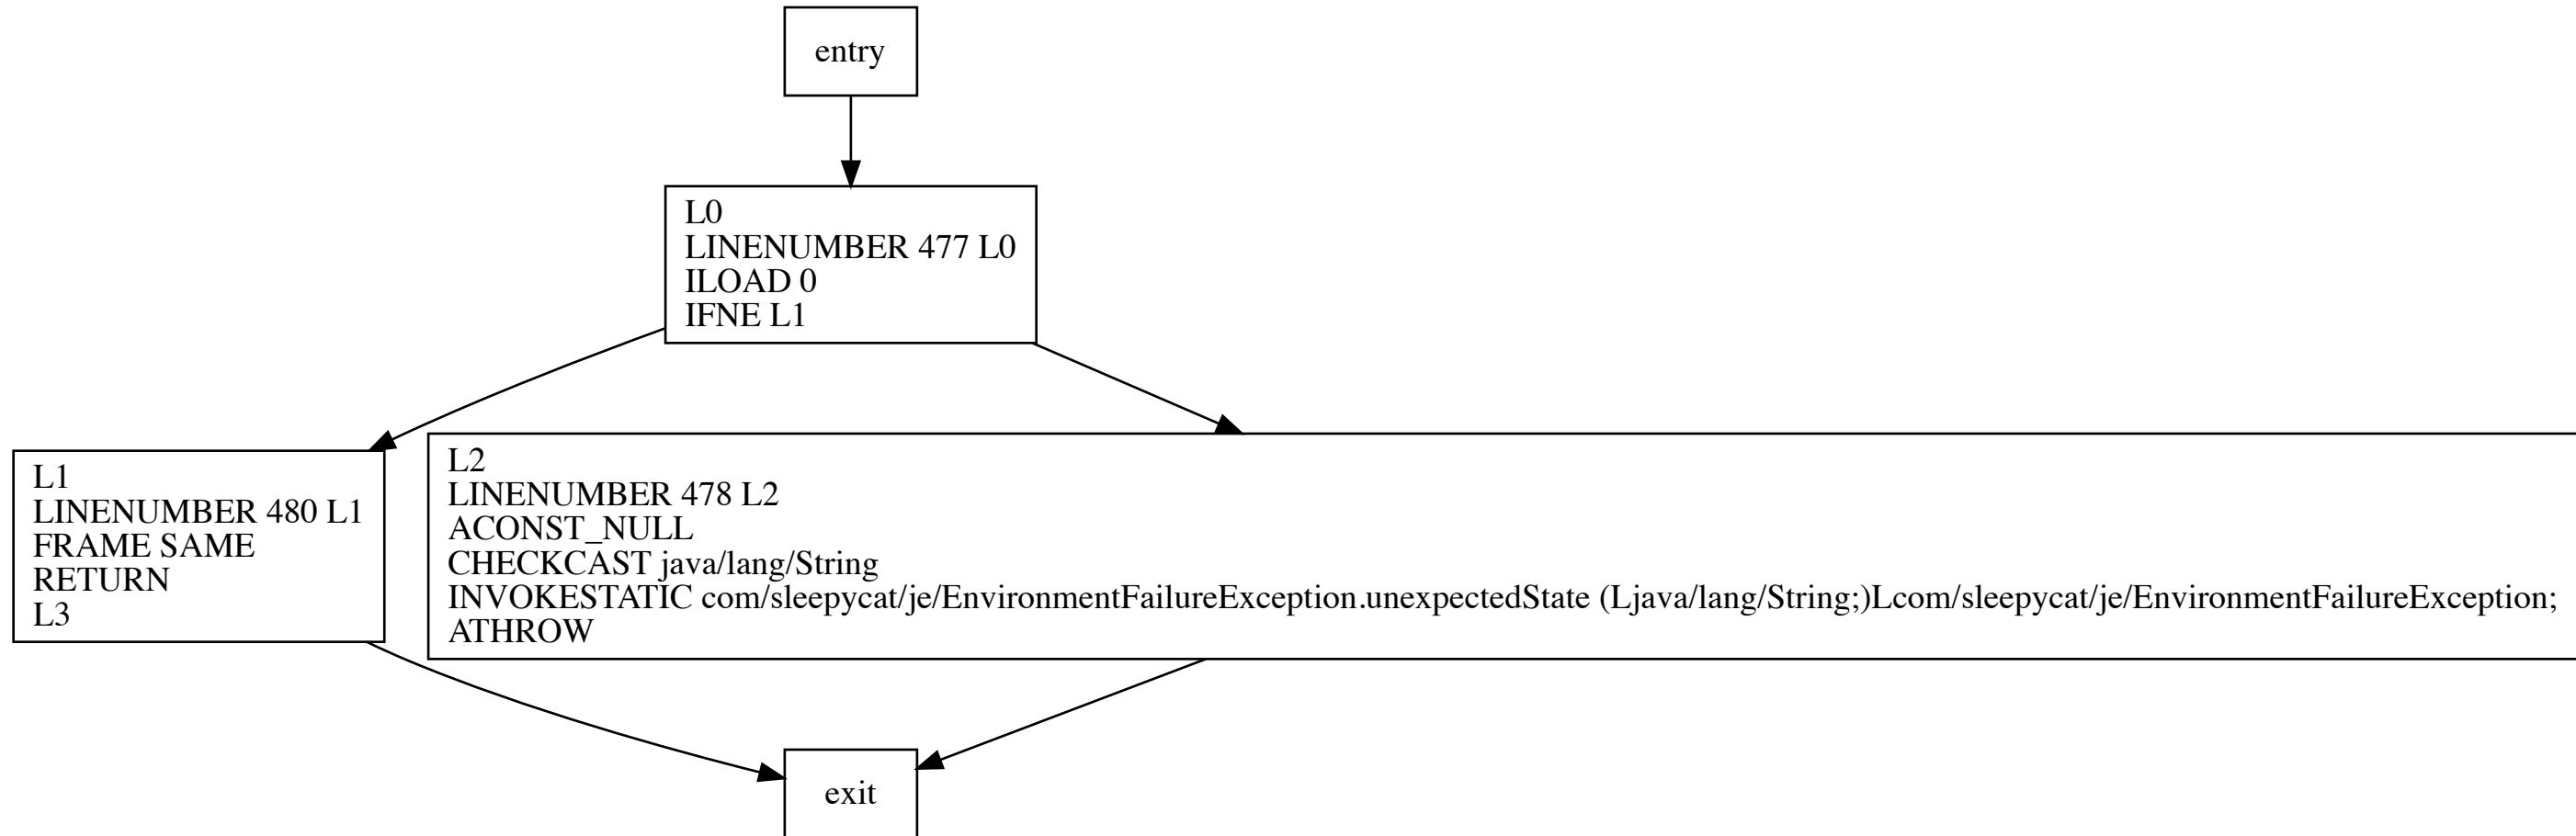 entry
L0
LINENUMBER 477 L0
ILOAD 0
IFNE L1
L1
LINENUMBER 480 L1
FRAME SAME
RETURN
L3
L2
LINENUMBER 478 L2
ACONST_NULL
CHECKCAST java/lang/String
INVOKESTATIC com/sleepycat/je/EnvironmentFailureException.unexpectedState (Ljava/lang/String;)Lcom/sleepycat/je/EnvironmentFailureException;
ATHROW
exit